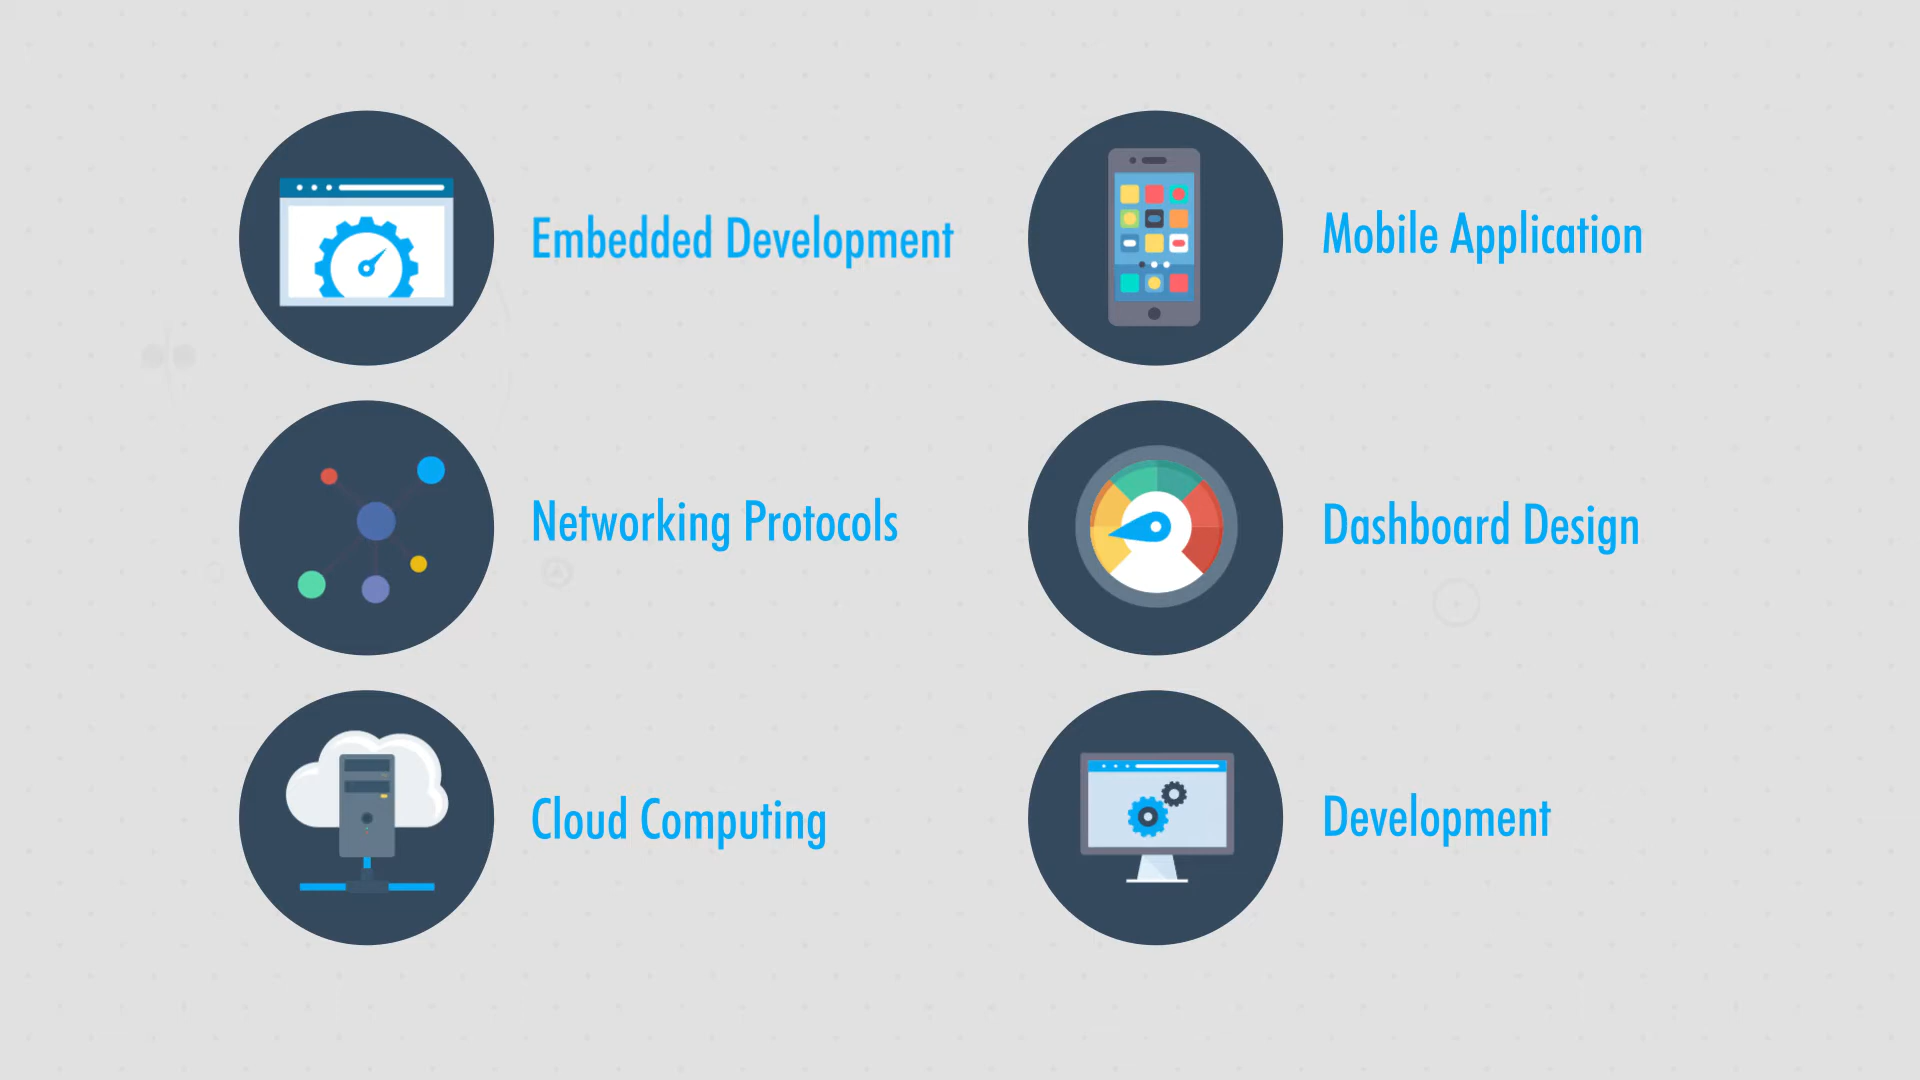 Embedded Development
Mobile Application
Networking Protocols
Dashboard Design
Cloud Computing
Development